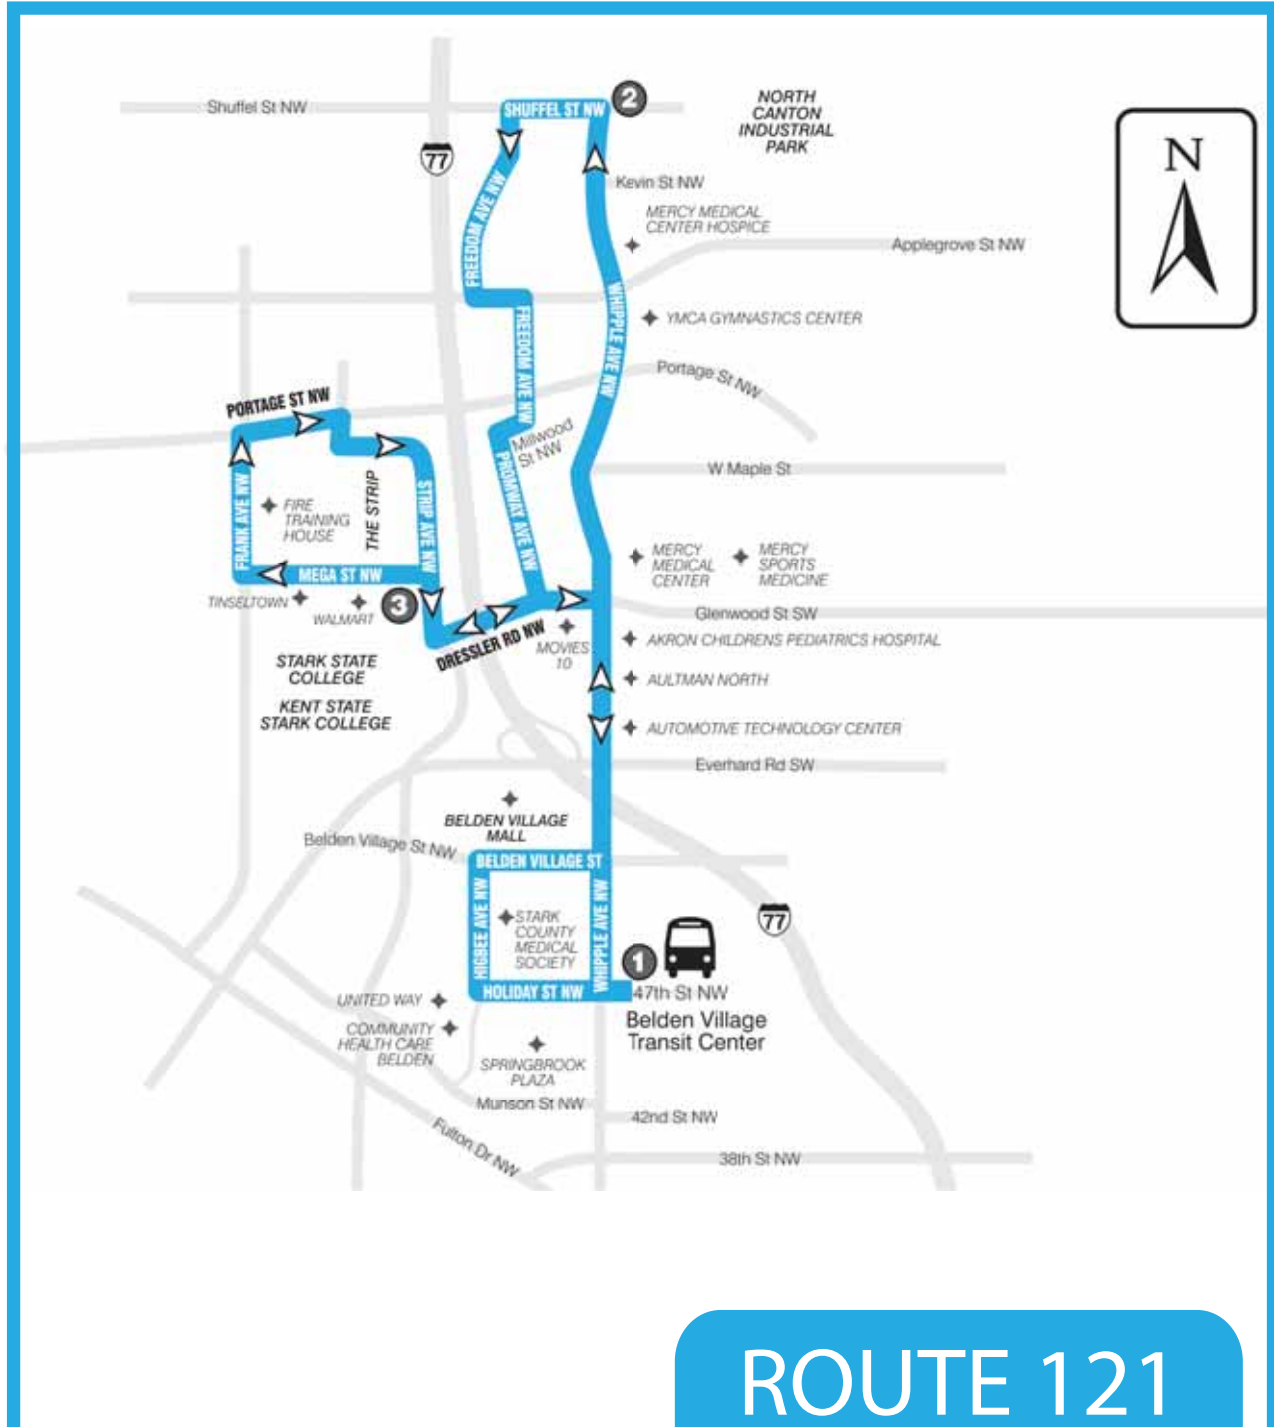 Shuffel St NW
SHUFFEL ST NW
2
NORTH
CANTON
INDUSTRIAL
PARK
N
77
Kevin St NW
FREEDOM AVE NW
MERCY MEDICAL
CENTER HOSPICE
Applegrove St NW
WHIPPLE AVE NW
YMCA GYMNASTICS CENTER
FREEDOM AVE NW
Portage St NW
PORTAGE ST NW
Millwood
St NW
PROMWAY AVE NW
W Maple St
FRANK AVE NW
FIRE
TRAINING
HOUSE
THE STRIP
STRIP AVE NW
MEGA ST NW
MERCY
MEDICAL
CENTER
MERCY
SPORTS
MEDICINE
TINSELTOWN
WALMART
3
Glenwood St SW
DRESSLER RD NW
MOVIES
10
AKRON CHILDRENS PEDIATRICS HOSPITAL
STARK STATE
COLLEGE
AULTMAN NORTH
KENT STATE
STARK COLLEGE
AUTOMOTIVE TECHNOLOGY CENTER
Everhard Rd SW
BELDEN VILLAGE
MALL
Belden Village St NW
BELDEN VILLAGE ST
HIGBEE AVE NW
STARK
COUNTY
MEDICAL
SOCIETY
WHIPPLE AVE NW
77
1
HOLIDAY ST NW
47th St NW
Belden Village
Transit Center
UNITED WAY
COMMUNITY
HEALTH CARE
BELDEN
SPRINGBROOK
PLAZA
Munson St NW
42nd St NW
Fulton Dr NW
38th St NW
ROUTE 121